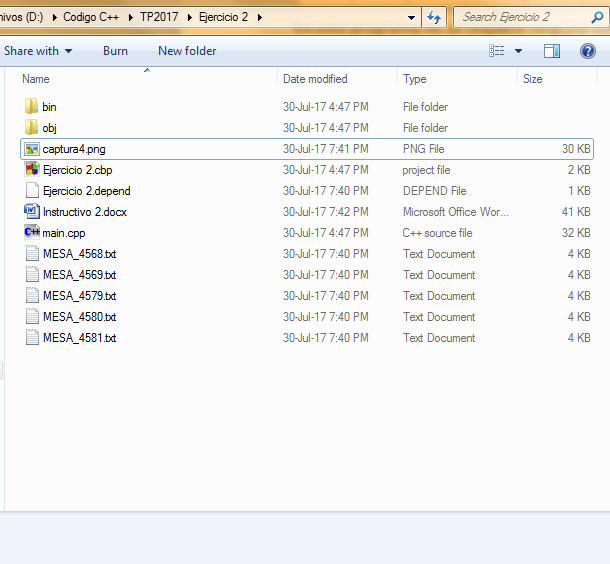 nivos (D:) ▸ Codigo C++ ▸ TP2017 ▸ Ejercicio 2 ▸ Search Ejercicio 2
Share with Burn New folder
Name Date modified Type Size
bin 30-Jul-17 4:47 PM File folder
obj 30-Jul-17 4:47 PM File folder
captura4.png 30-Jul-17 7:41 PM PNG File 30 KB
Ejercicio 2.cbp 30-Jul-17 4:47 PM project file 2 KB
Ejercicio 2.depend 30-Jul-17 7:40 PM DEPEND File 1 KB
Instructivo 2.docx 30-Jul-17 7:42 PM Microsoft Office Wor... 41 KB
main.cpp 30-Jul-17 4:47 PM C++ source file 32 KB
MESA_4568.txt 30-Jul-17 7:40 PM Text Document 4 KB
MESA_4569.txt 30-Jul-17 7:40 PM Text Document 4 KB
MESA_4579.txt 30-Jul-17 7:40 PM Text Document 4 KB
MESA_4580.txt 30-Jul-17 7:40 PM Text Document 4 KB
MESA_4581.txt 30-Jul-17 7:40 PM Text Document 4 KB